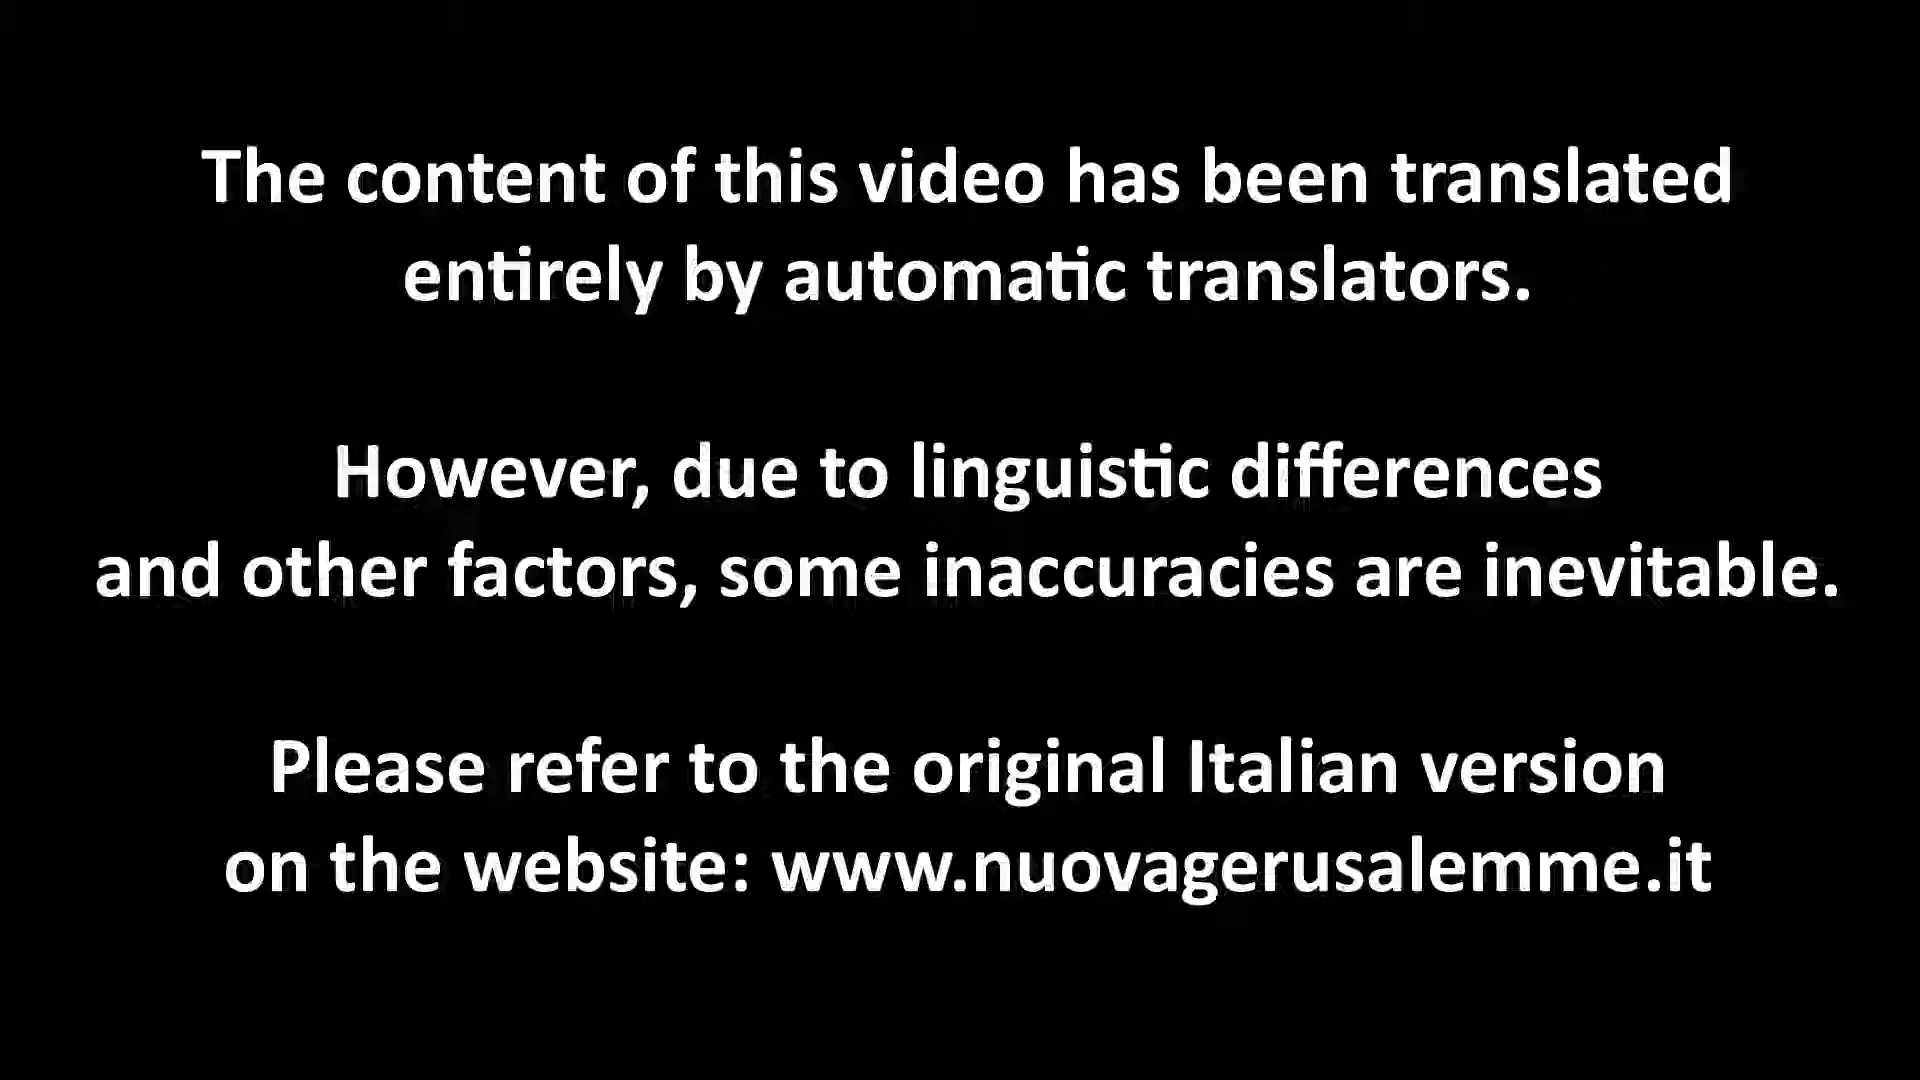 The content of this video has been translated
entirely by automatic translators.
However, due to linguistic differences
and other factors, some inaccuracies are inevitable.
Please refer to the original Italian version
on the website: www.nuovagerusalemme.it